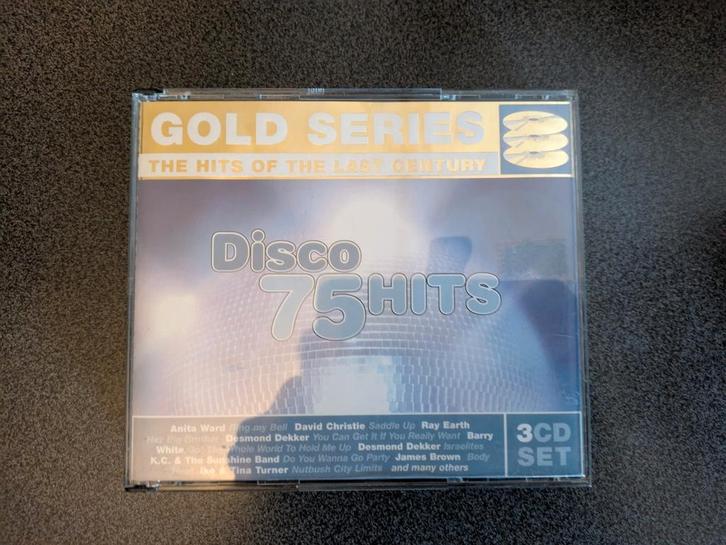 GOLD SERIES
THE HITS OF THE LAST CENTURY
Disco
75 HITS
Anita Ward Ring my Bell David Christie Saddle Up Ray Earth
Desmond Dekker You Can Get It If You Really Want Barry
White Whole World To Hold Me Up Desmond Dekker Israelites
K.C. & The Sunshine Band Do You Wanna Go Party James Brown Body
Ike & Tina Turner Nutbush City Limits and many others
3CD
SET